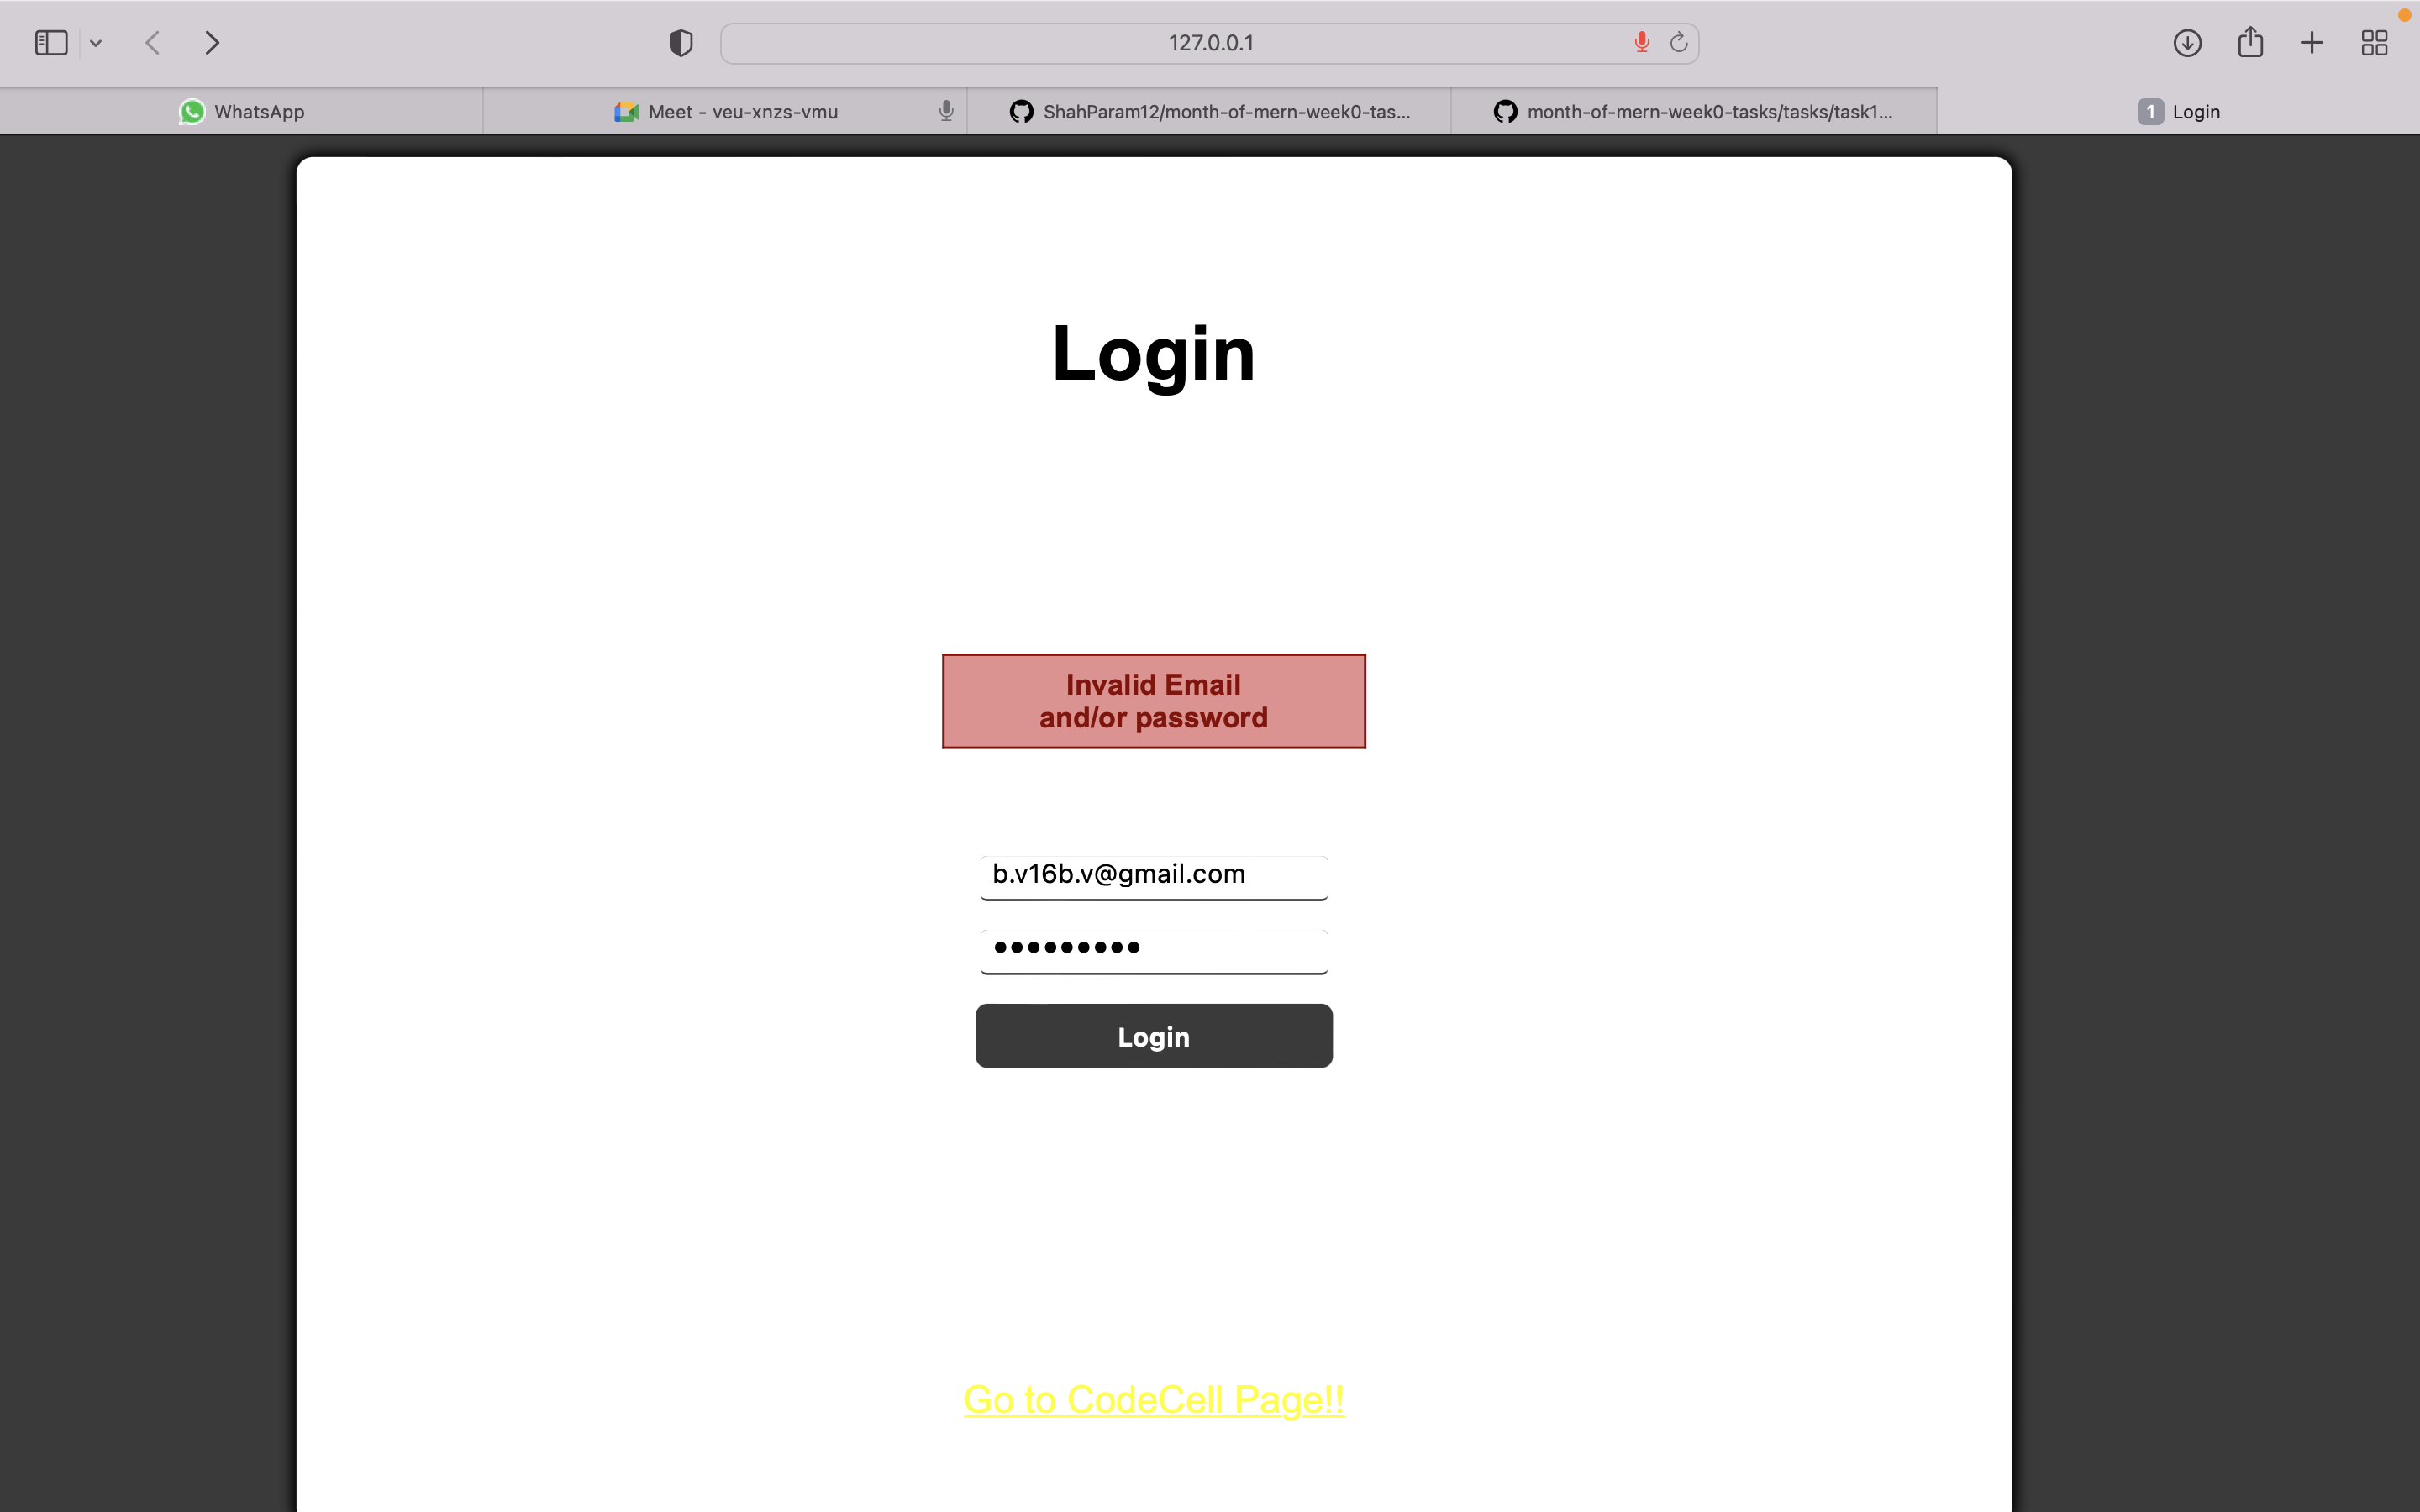 127.0.0.1
WhatsApp
Meet - veu-xnzs-vmu
ShahParam12/month-of-mern-week0-tas...
month-of-mern-week0-tasks/tasks/task1...
1 Login
Login
Invalid Email
and/or password
b.v16b.v@gmail.com
•••••••••
Login
Go to CodeCell Page!!